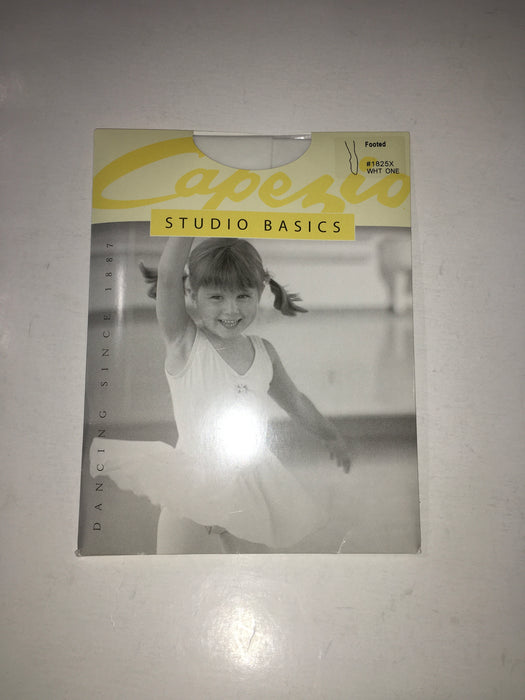 Footed
#1825X
WHT ONE
Capezio
STUDIO BASICS
DANCING SINCE 1887